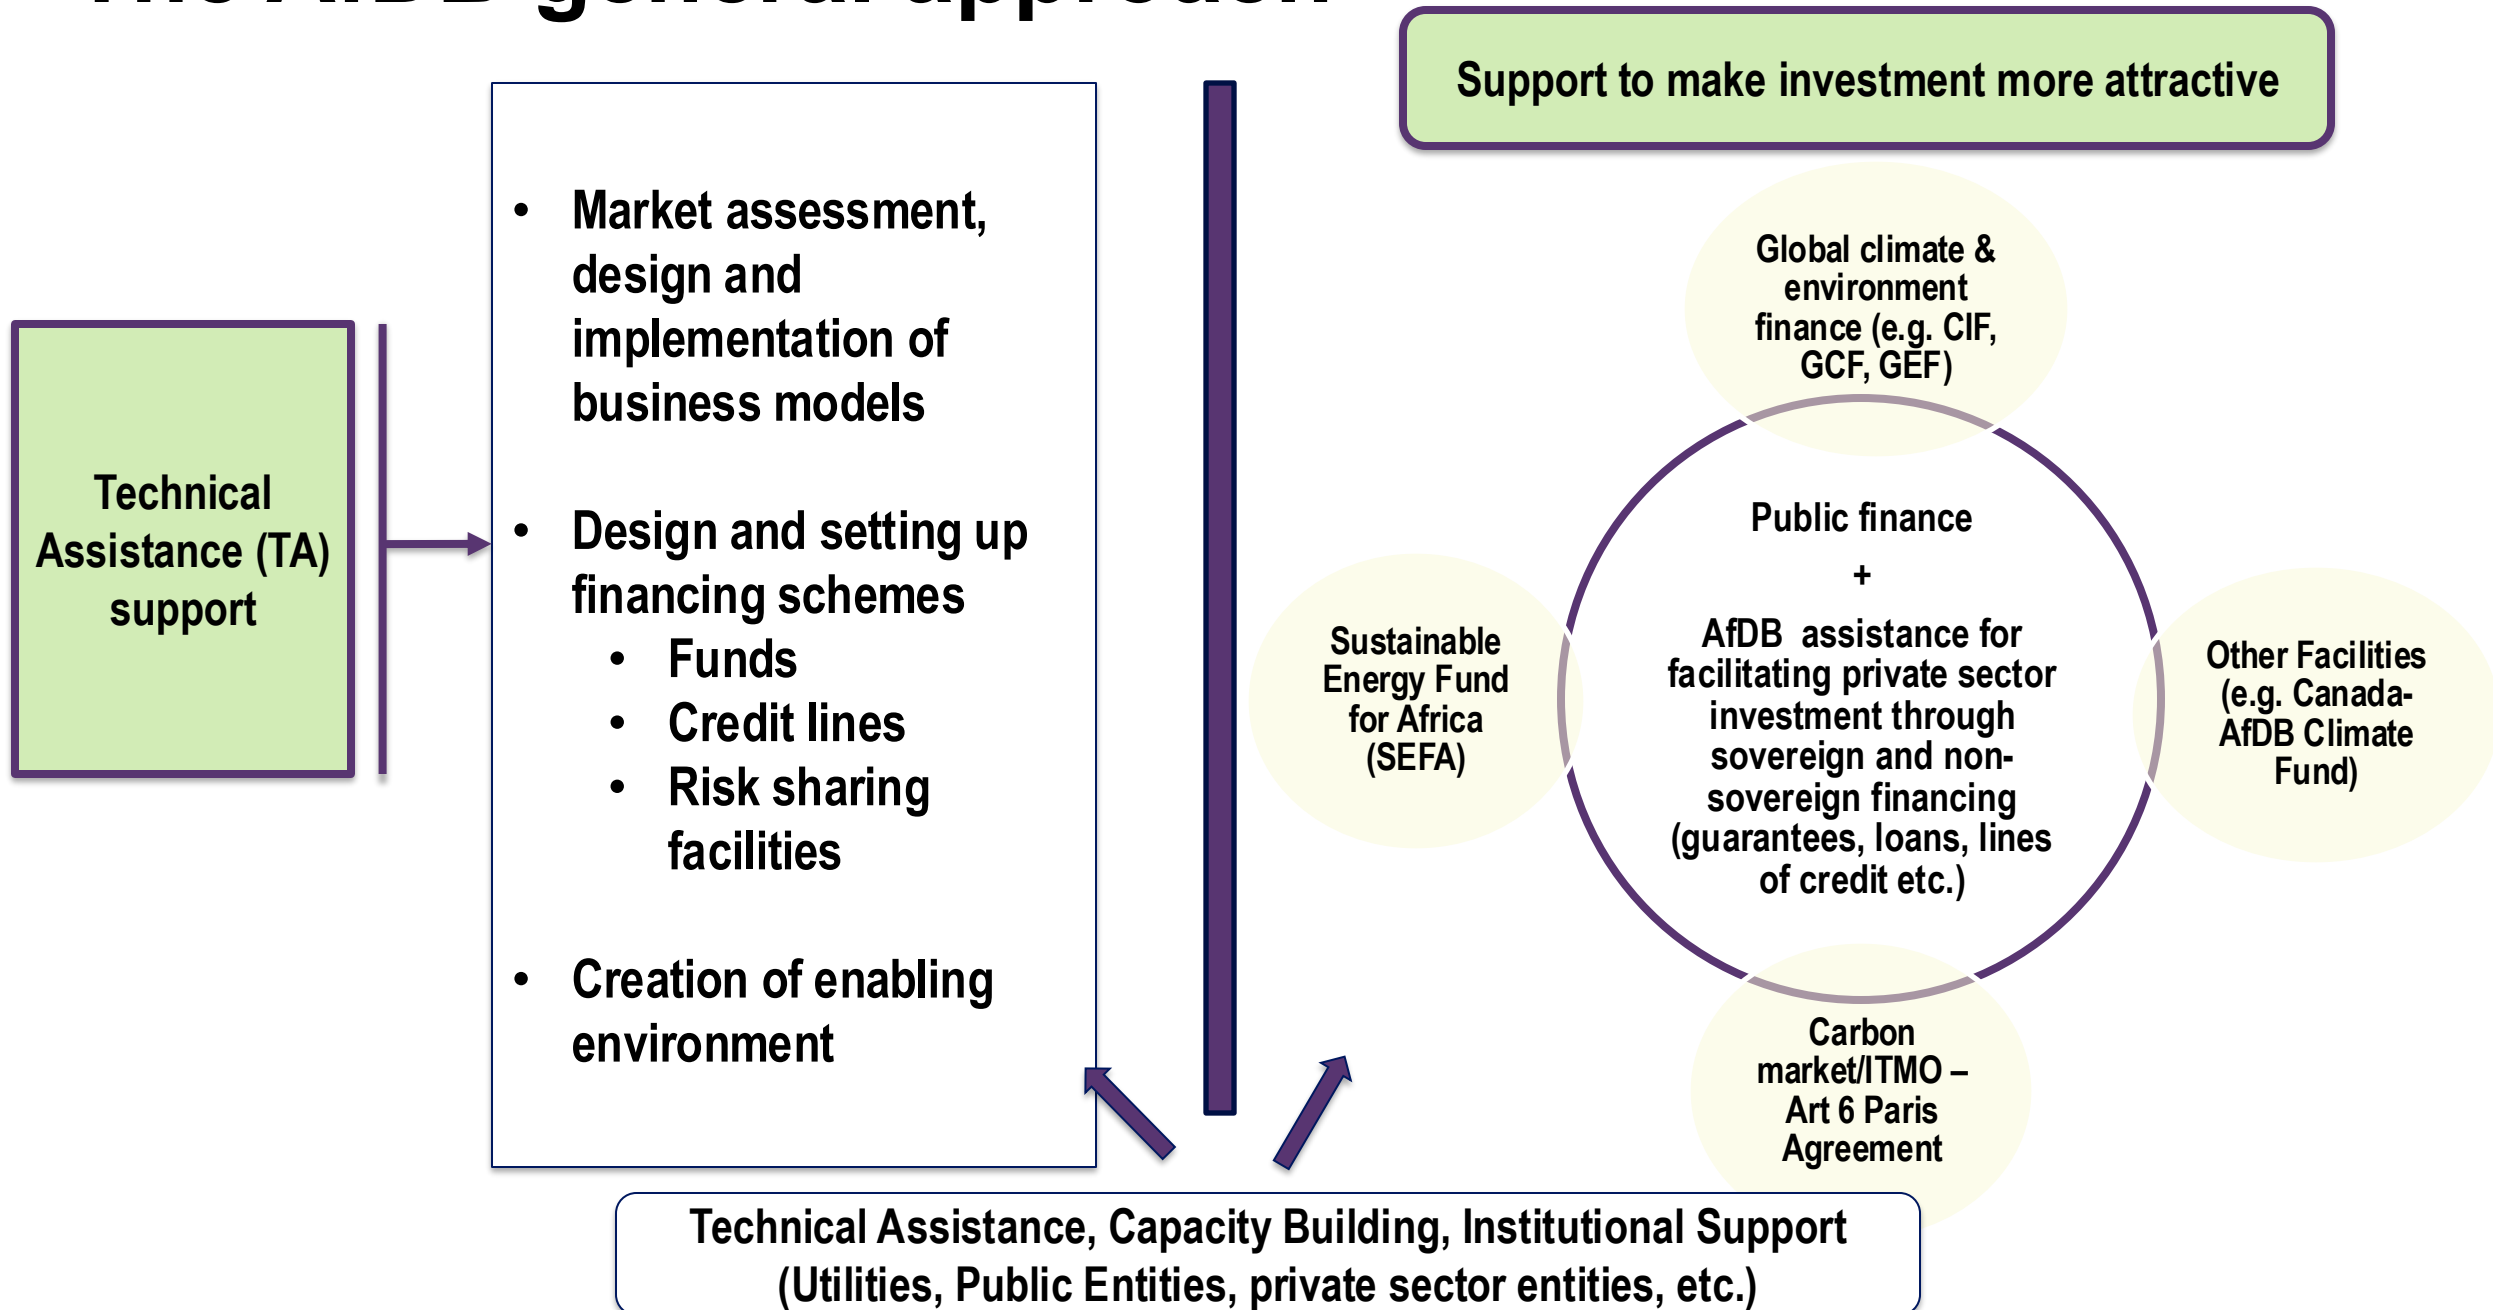 The AfDB general approach
Support to make investment more attractive
Technical
Assistance (TA)
support
• Market assessment,
design and
implementation of
business models
• Design and setting up
financing schemes
• Funds
• Credit lines
• Risk sharing
facilities
• Creation of enabling
environment
Global climate &
environment
finance (e.g. CIF,
GCF, GEF)
Public finance
+
AfDB assistance for
facilitating private sector
investment through
sovereign and non-
sovereign financing
(guarantees, loans, lines
of credit etc.)
Sustainable
Energy Fund
for Africa
(SEFA)
Other Facilities
(e.g. Canada-
AfDB Climate
Fund)
Carbon
market/ITMO –
Art 6 Paris
Agreement
Technical Assistance, Capacity Building, Institutional Support
(Utilities, Public Entities, private sector entities, etc.)